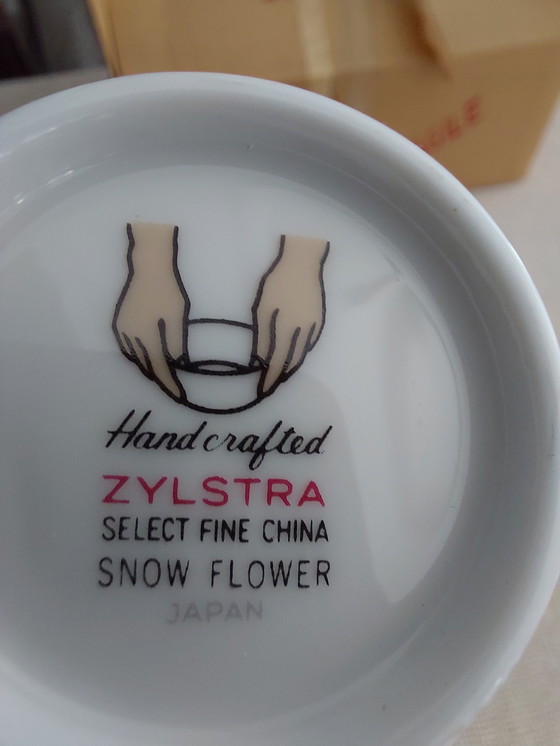 Handcrafted
ZYLSTRA
SELECT FINE CHINA
SNOW FLOWER
JAPAN